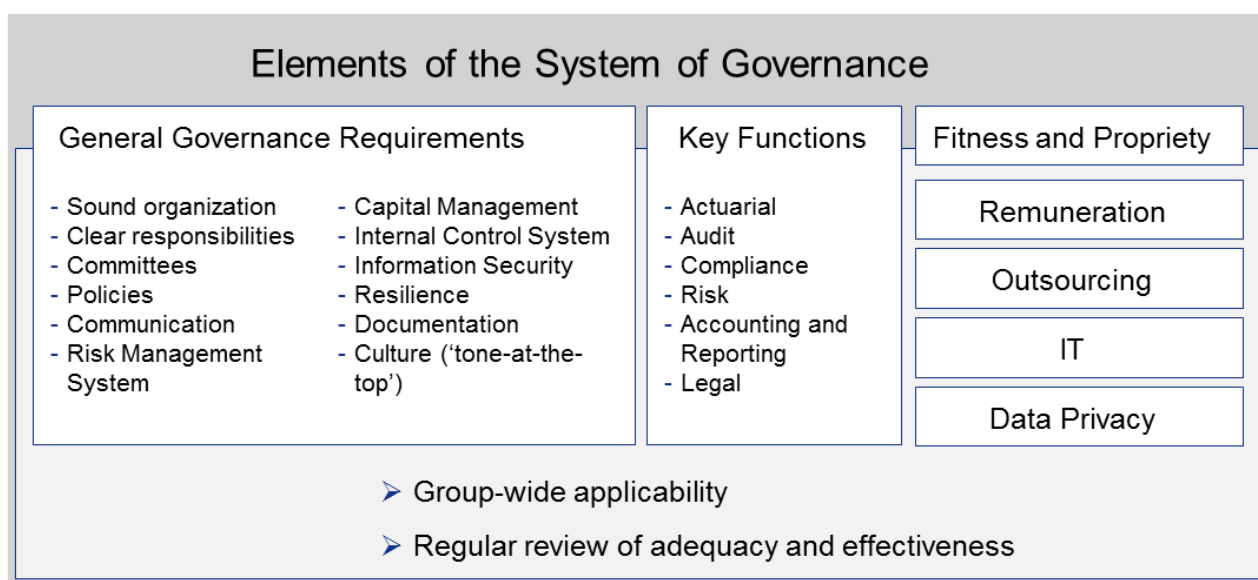 Elements of the System of Governance
General Governance Requirements
- Sound organization
- Clear responsibilities
- Committees
- Policies
- Communication
- Risk Management
System
- Capital Management
- Internal Control System
- Information Security
- Resilience
- Documentation
- Culture (‘tone-at-the-
top’)
Key Functions
- Actuarial
- Audit
- Compliance
- Risk
- Accounting and
Reporting
- Legal
Fitness and Propriety
Remuneration
Outsourcing
IT
Data Privacy
➢ Group-wide applicability
➢ Regular review of adequacy and effectiveness